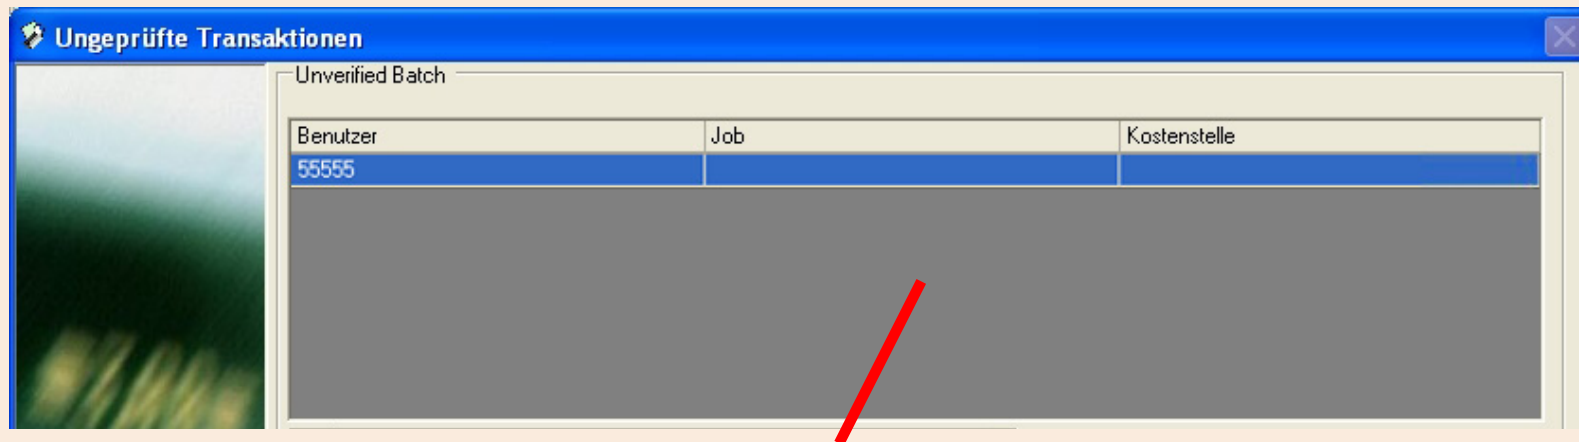 Ungeprüfte Transaktionen
Unverified Batch
Benutzer Job Kostenstelle
55555